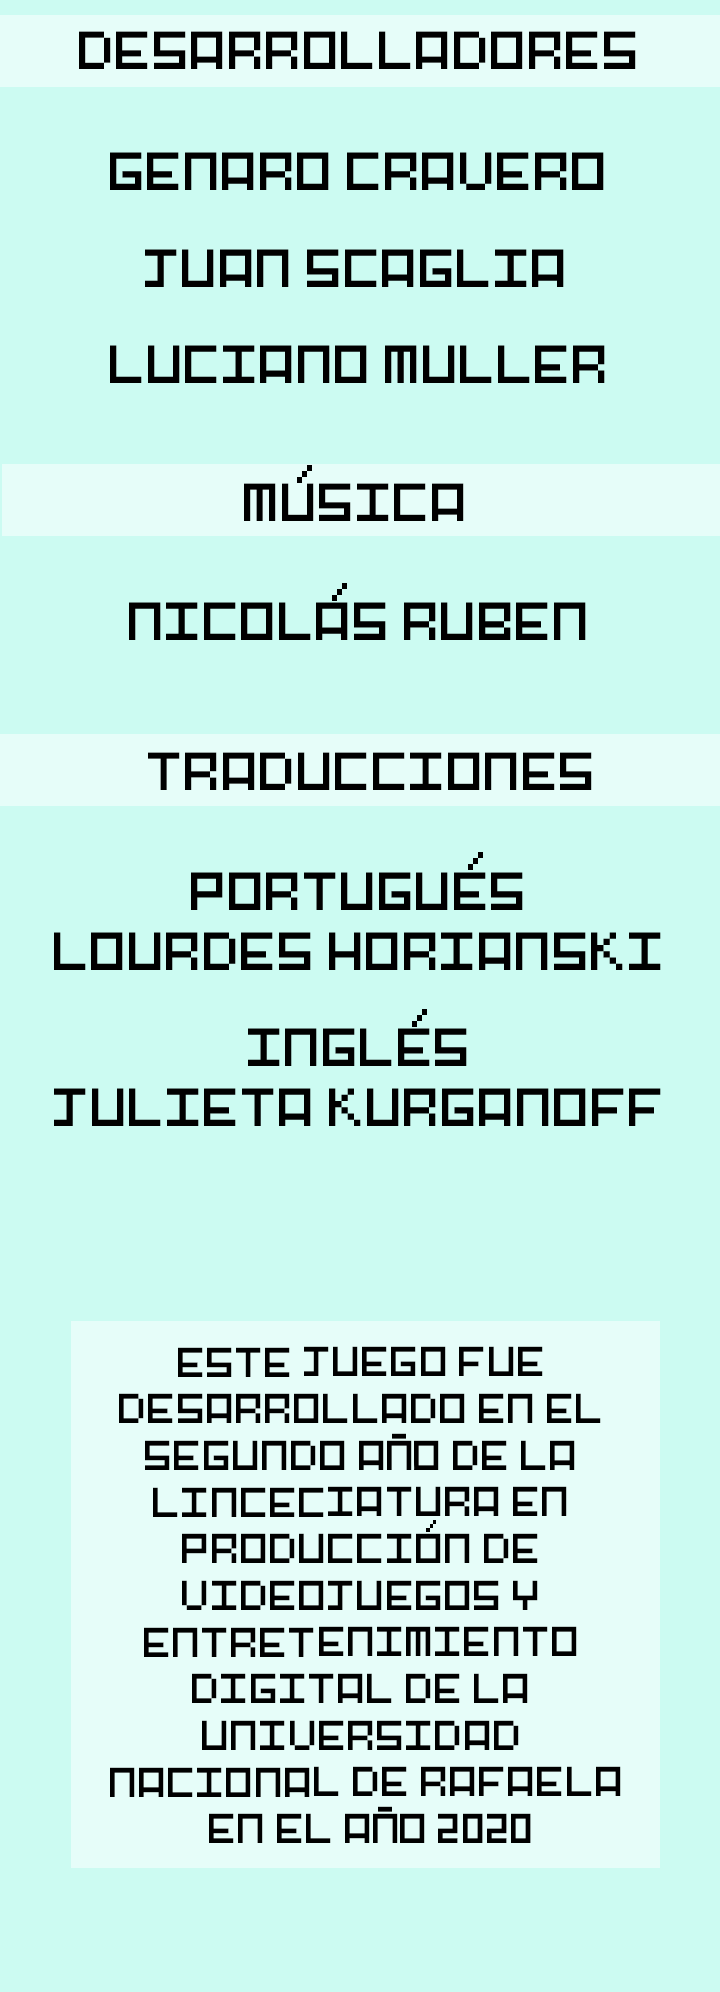 DESARROLLADORES
GENARO CRAVERO
JUAN SCAGLIA
LUCIANO MULLER
MÚSICA
NICOLÁS RUBEN
TRADUCCIONES
PORTUGUÉS
LOURDES HORIANSKI
INGLÉS
JULIETA KURGANOFF
ESTE JUEGO FUE
DESARROLLADO EN EL
SEGUNDO AÑO DE LA
LINCECIATURA EN
PRODUCCIÓN DE
VIDEOJUEGOS Y
ENTRETENIMIENTO
DIGITAL DE LA
UNIVERSIDAD
NACIONAL DE RAFAELA
EN EL AÑO 2020